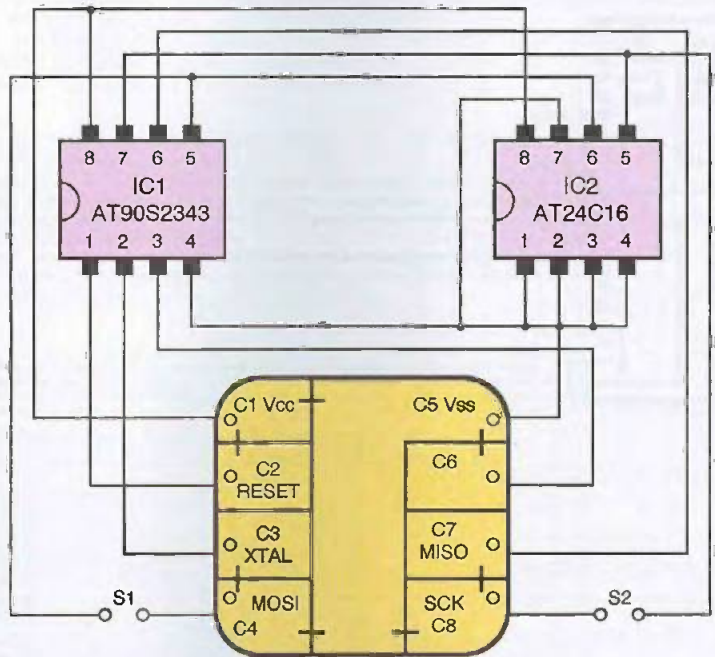 8 7 6 5
IC1
AT90S2343
1 2 3 4
8 7 6 5
IC2
AT24C16
1 2 3 4
C1 Vcc
C5 Vss
C2
RESET
C6
C3
XTAL
C7
MISO
S1
MOSI
C4
SCK
C8
S2